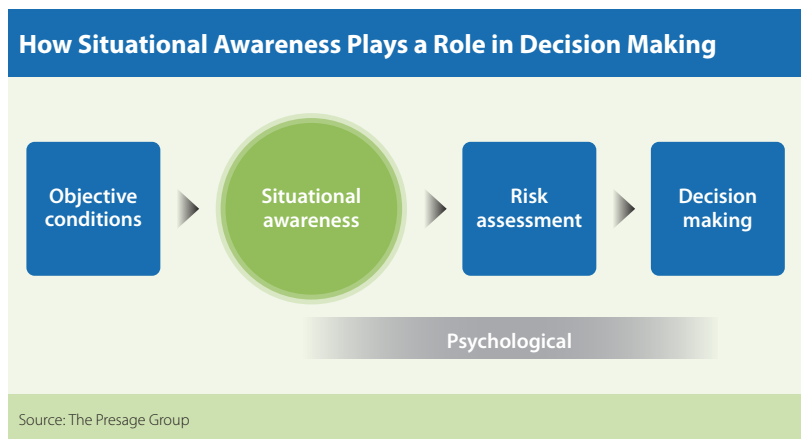 How Situational Awareness Plays a Role in Decision Making
Objective
conditions
Situational
awareness
Risk
assessment
Decision
making
Psychological
Source: The Presage Group